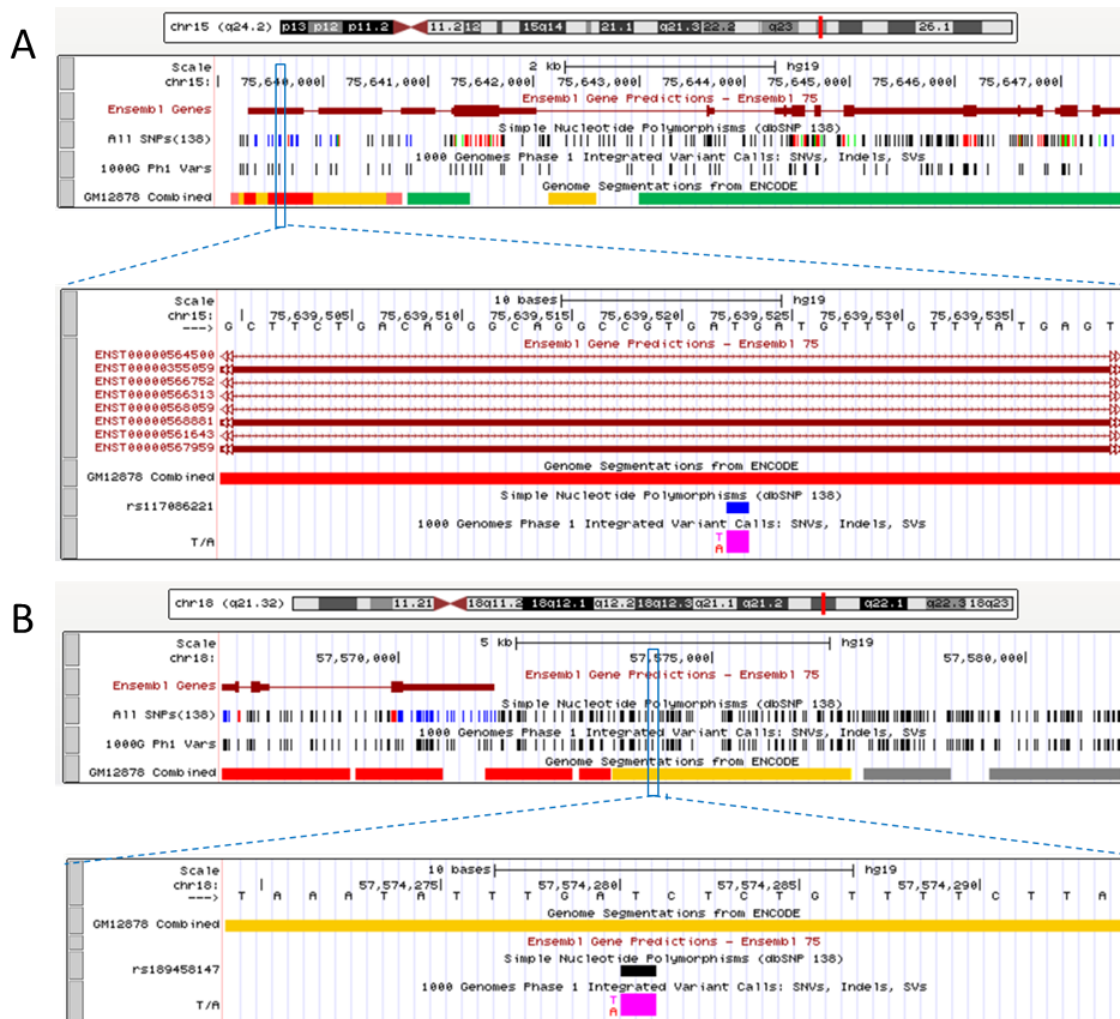 A
chr15 (q24.2) p13 p12 p11.2 11.2 12 15q14 21.1 q21.3 22.2 q23 26.1
Scale 2 kb hg19
chr15: 75,640,000 75,641,000 75,642,000 75,643,000 75,644,000 75,645,000 75,646,000 75,647,000
Ensembl Gene Predictions - Ensembl 75
Ensembl Genes
Simple Nucleotide Polymorphisms (dbSNP 138)
All SNPs(138)
1000 Genomes Phase 1 Integrated Variant Calls: SNVs, Indels, SVs
1000G Ph1 Vars
Genome Segmentations from ENCODE
GM12878 Combined
Scale 10 bases hg19
chr15: 75,639,505 75,639,510 75,639,515 75,639,520 75,639,525 75,639,530 75,639,535
---> G C T T C T G A C A G G G C A G G C C G T G A T G A T G T T T G T T T A T G A G T
Ensembl Gene Predictions - Ensembl 75
ENST00000564500
ENST00000355059
ENST00000566752
ENST00000566313
ENST00000568059
ENST00000568881
ENST00000561643
ENST00000567959
Genome Segmentations from ENCODE
GM12878 Combined
Simple Nucleotide Polymorphisms (dbSNP 138)
rs117086221
1000 Genomes Phase 1 Integrated Variant Calls: SNVs, Indels, SVs
T
T/A
A
B
chr18 (q21.32) 11.21 18q11.2 18q12.1 q12.2 18q12.3 q21.1 q21.2 q22.1 q22.3 18q23
Scale 5 kb hg19
chr18: 57,570,000 57,575,000 57,580,000
Ensembl Gene Predictions - Ensembl 75
Ensembl Genes
Simple Nucleotide Polymorphisms (dbSNP 138)
All SNPs(138)
1000 Genomes Phase 1 Integrated Variant Calls: SNVs, Indels, SVs
1000G Ph1 Vars
Genome Segmentations from ENCODE
GM12878 Combined
Scale 10 bases hg19
chr18: 57,574,275 57,574,280 57,574,285 57,574,290
---> T A A A T A T T T G A T C T C T G T T T T C T T A
Genome Segmentations from ENCODE
GM12878 Combined
Ensembl Gene Predictions - Ensembl 75
Simple Nucleotide Polymorphisms (dbSNP 138)
rs189458147
1000 Genomes Phase 1 Integrated Variant Calls: SNVs, Indels, SVs
T
T/A
A